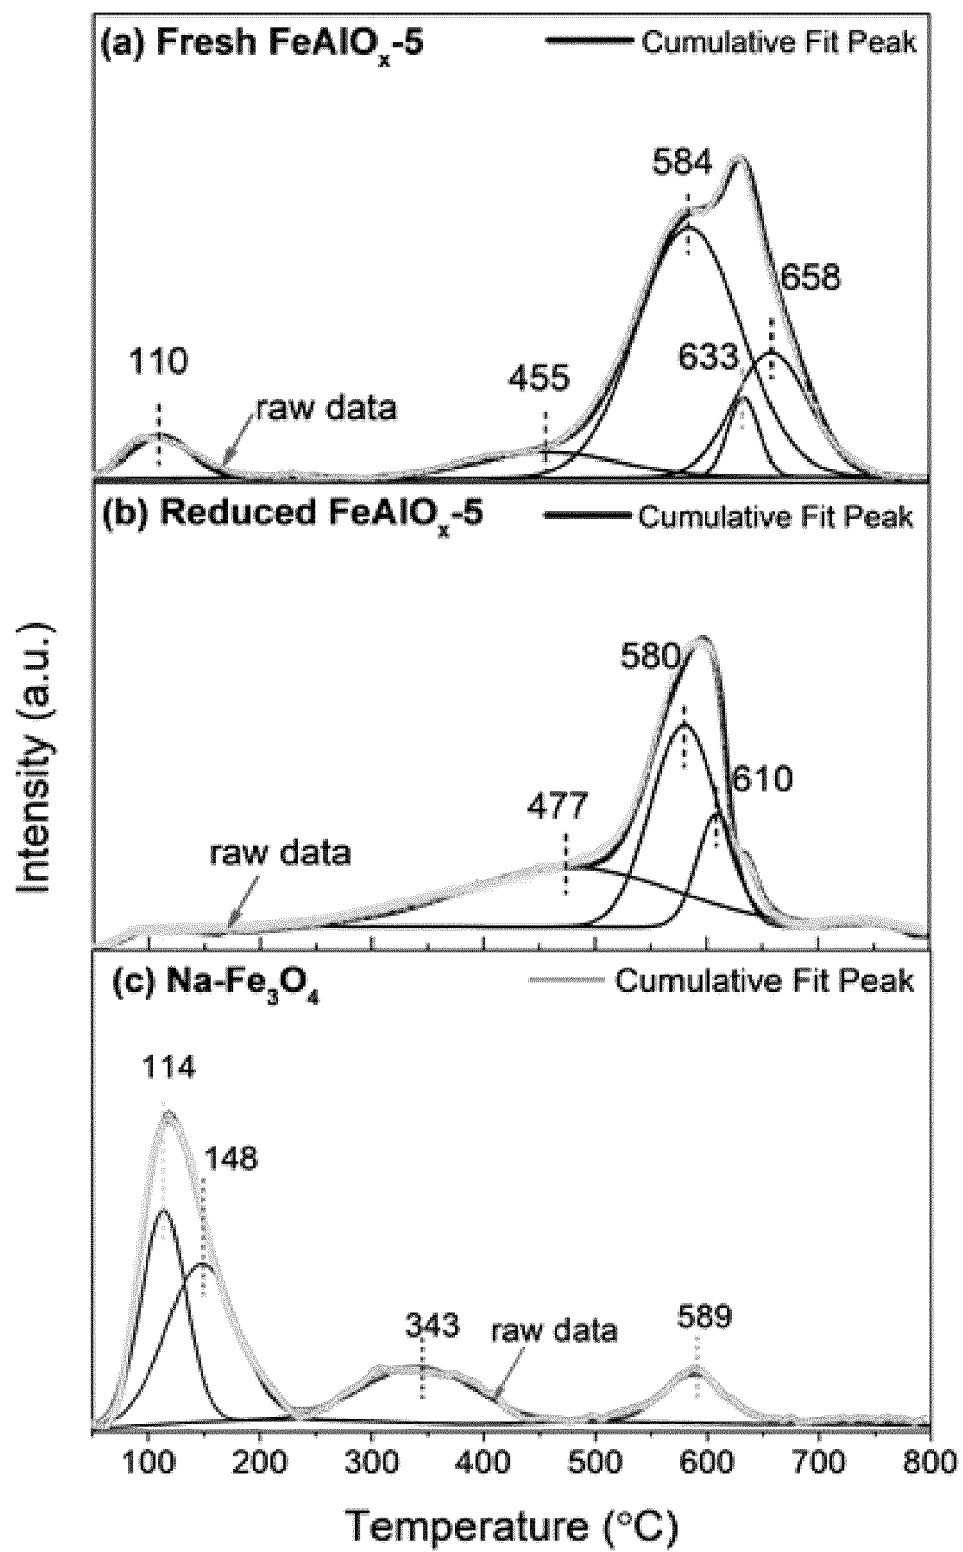 (a) Fresh FeAlOx-5
Cumulative Fit Peak
584
658
633
110
455
raw data
(b) Reduced FeAlOx-5
Cumulative Fit Peak
580
610
477
raw data
(c) Na-Fe3O4
Cumulative Fit Peak
114
148
343
raw data
589
100 200 300 400 500 600 700 800
Temperature (°C)
Intensity (a.u.)